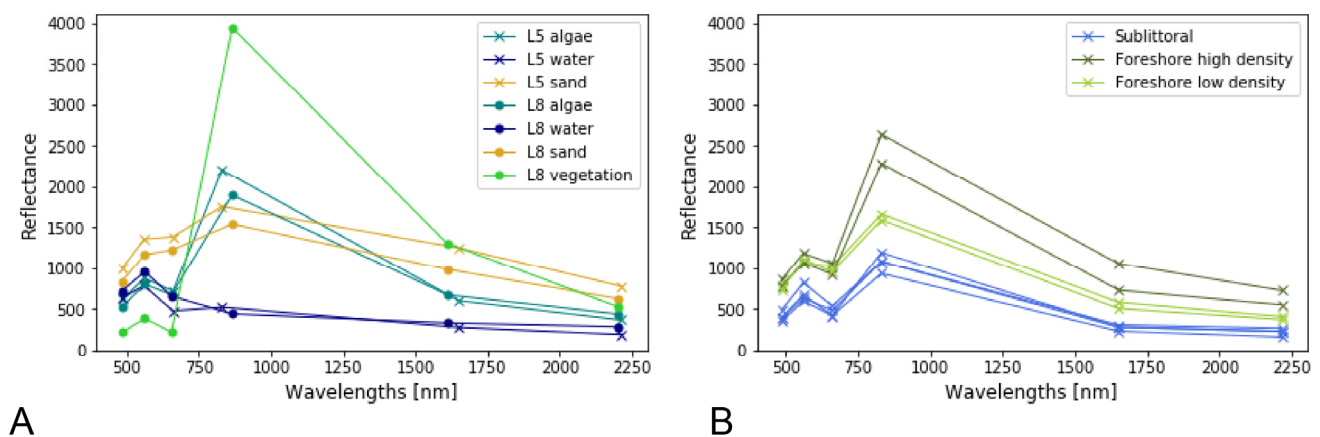 4000
3500
3000
2500
2000
1500
1000
500
0
Reflectance
500
750
1000
1250
1500
1750
2000
2250
Wavelengths [nm]
L5 algae
L5 water
L5 sand
L8 algae
L8 water
L8 sand
L8 vegetation
A
4000
3500
3000
2500
2000
1500
1000
500
0
Reflectance
500
750
1000
1250
1500
1750
2000
2250
Wavelengths [nm]
Sublittoral
Foreshore high density
Foreshore low density
B